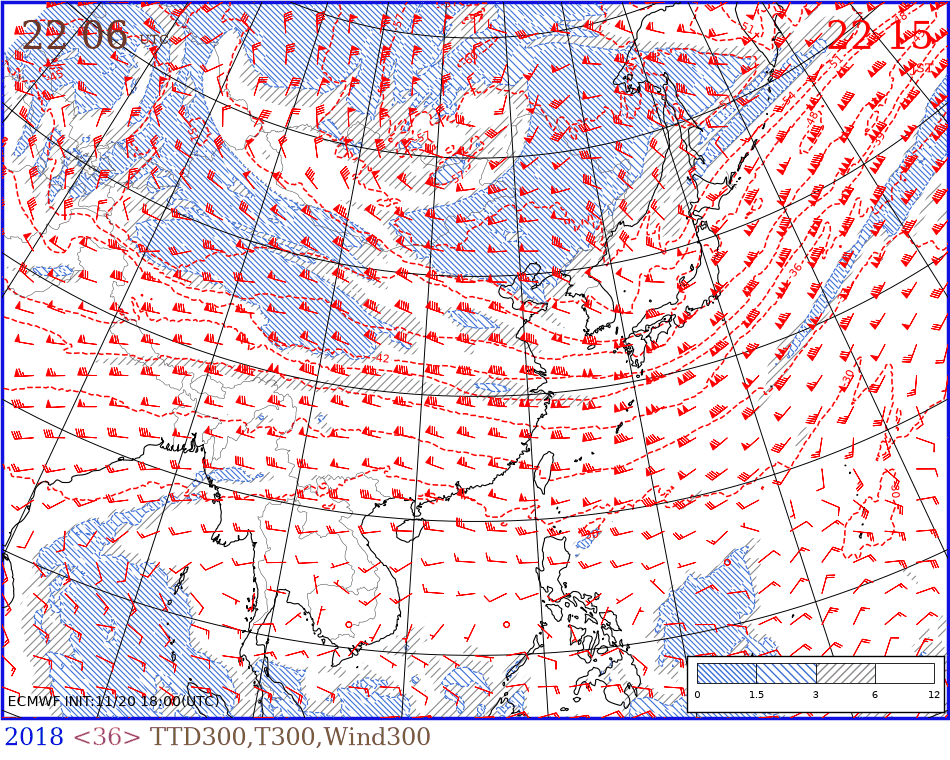 22 06 UTC 22 15
-42
-36
-30
-30
ECMWF INIT:11/20 18:00(UTC)
0 1.5 3 6 12
2018 <36> TTD300,T300,Wind300